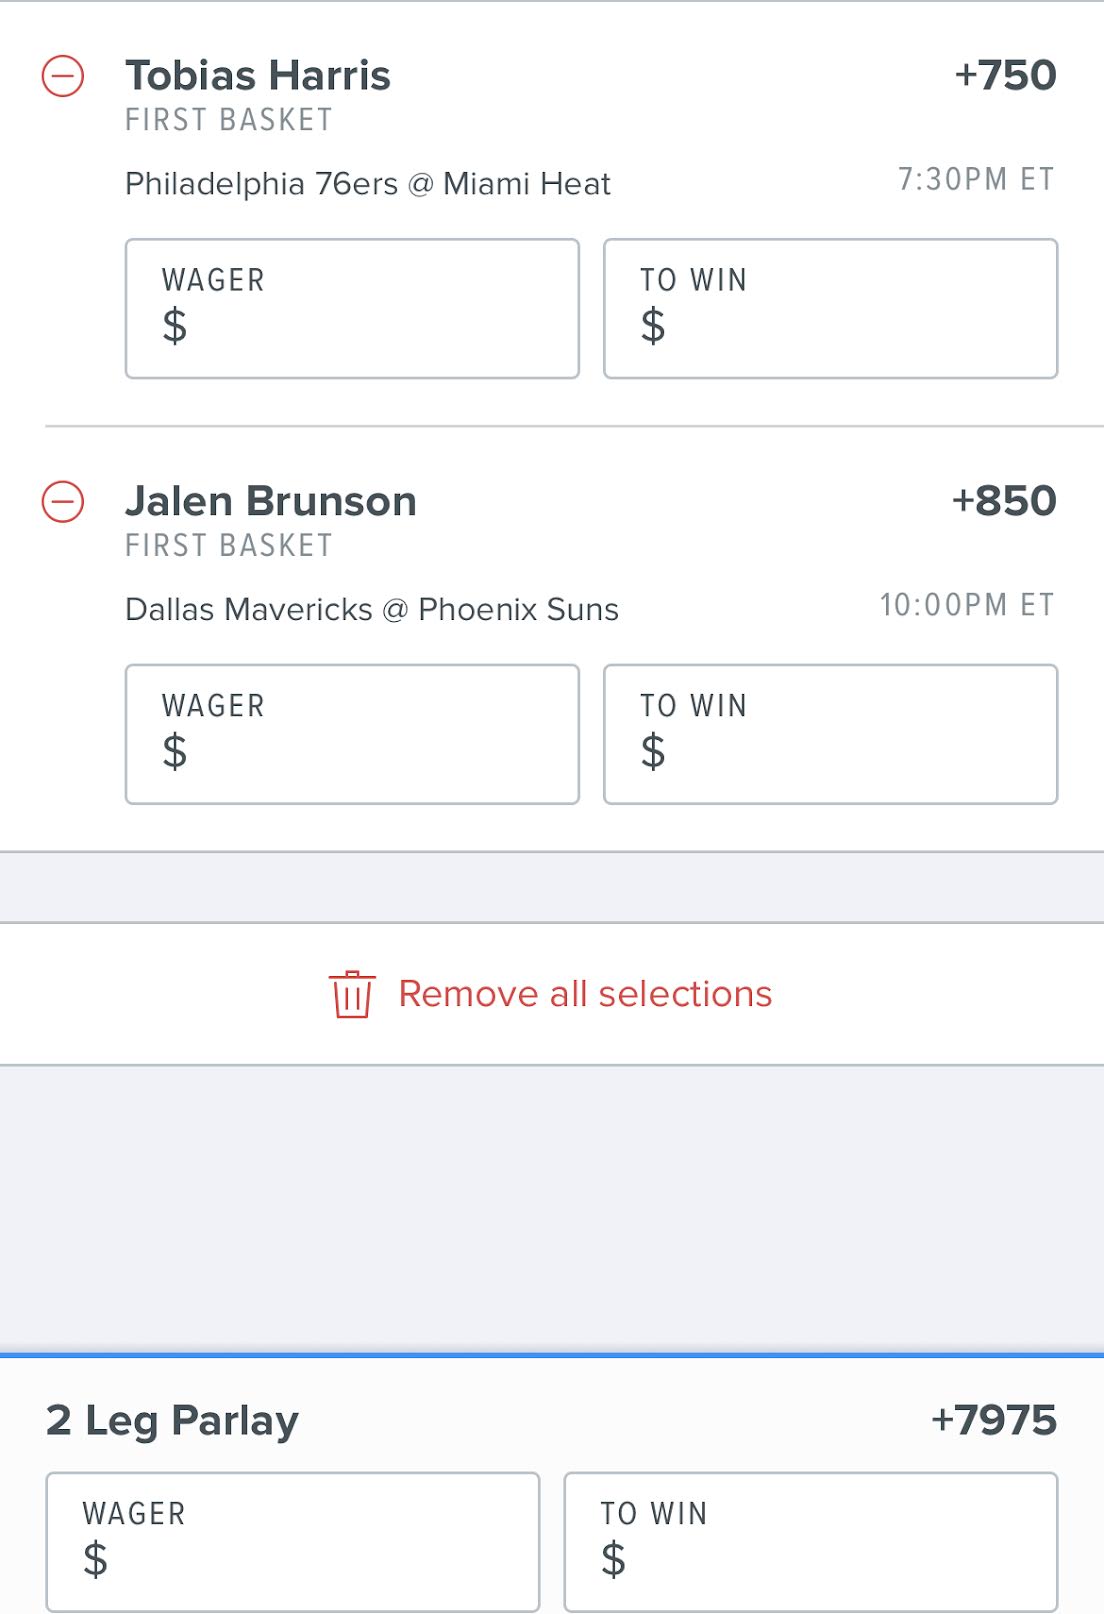 Tobias Harris +750
FIRST BASKET
Philadelphia 76ers @ Miami Heat 7:30PM ET
WAGER TO WIN
$ $
Jalen Brunson +850
FIRST BASKET
Dallas Mavericks @ Phoenix Suns 10:00PM ET
WAGER TO WIN
$ $
Remove all selections
2 Leg Parlay +7975
WAGER TO WIN
$ $